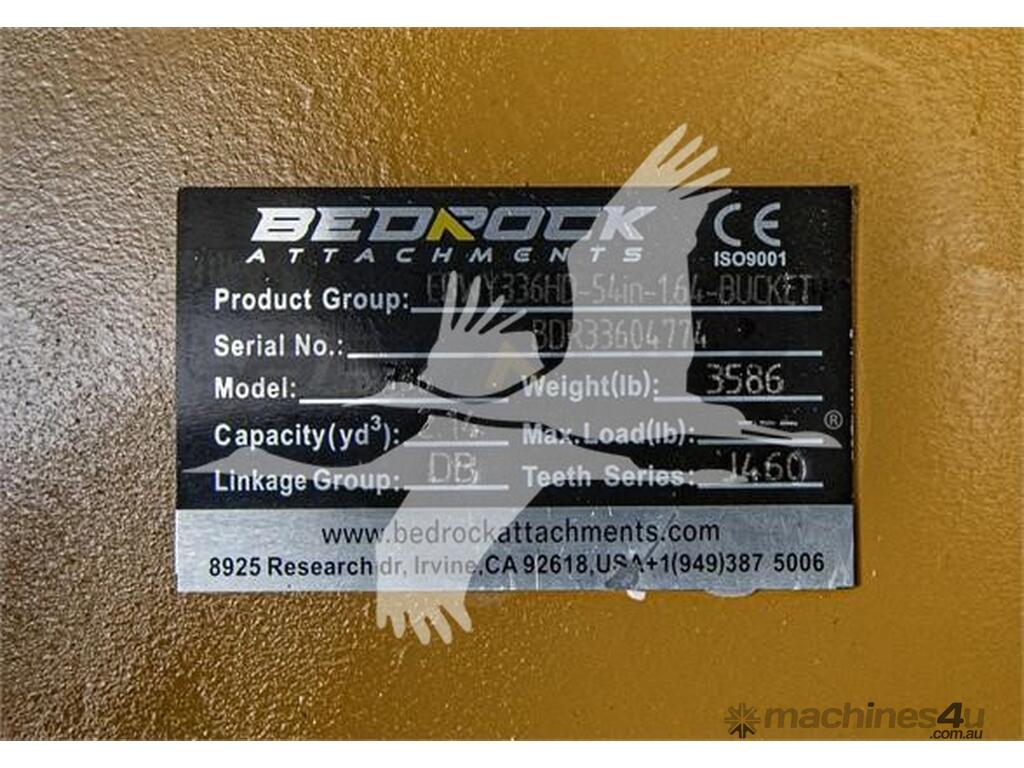 BEDROCK
ATTACHMENTS
CE
ISO9001
Product Group: 336HD-54in-1.64-BUCKET
Serial No.: BDR33604774
Model: Weight(lb): 3586
Capacity(yd³): 2.14 Max.Load(lb): -.--- ®
Linkage Group: DB Teeth Series: J460
www.bedrockattachments.com
8925 Research dr, Irvine,CA 92618,USA+1(949)387 5006
machines4u
.com.au